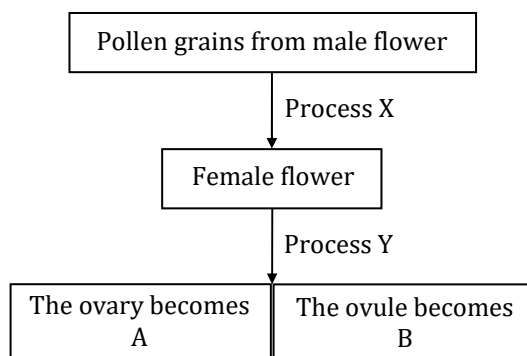 Pollen grains from male flower
Process X
Female flower
Process Y
The ovary becomes
A
The ovule becomes
B